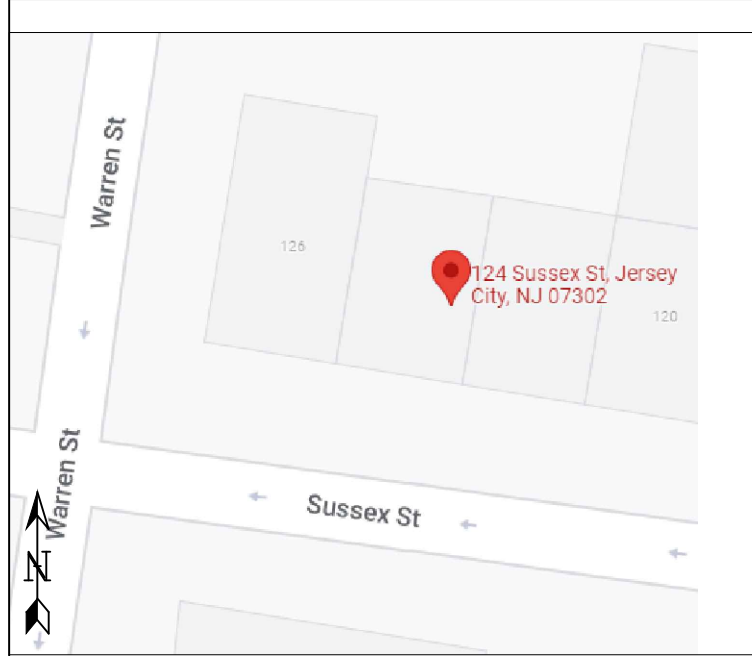 Warren St
126
124 Sussex St, Jersey
City, NJ 07302
120
Warren St
Sussex St
N